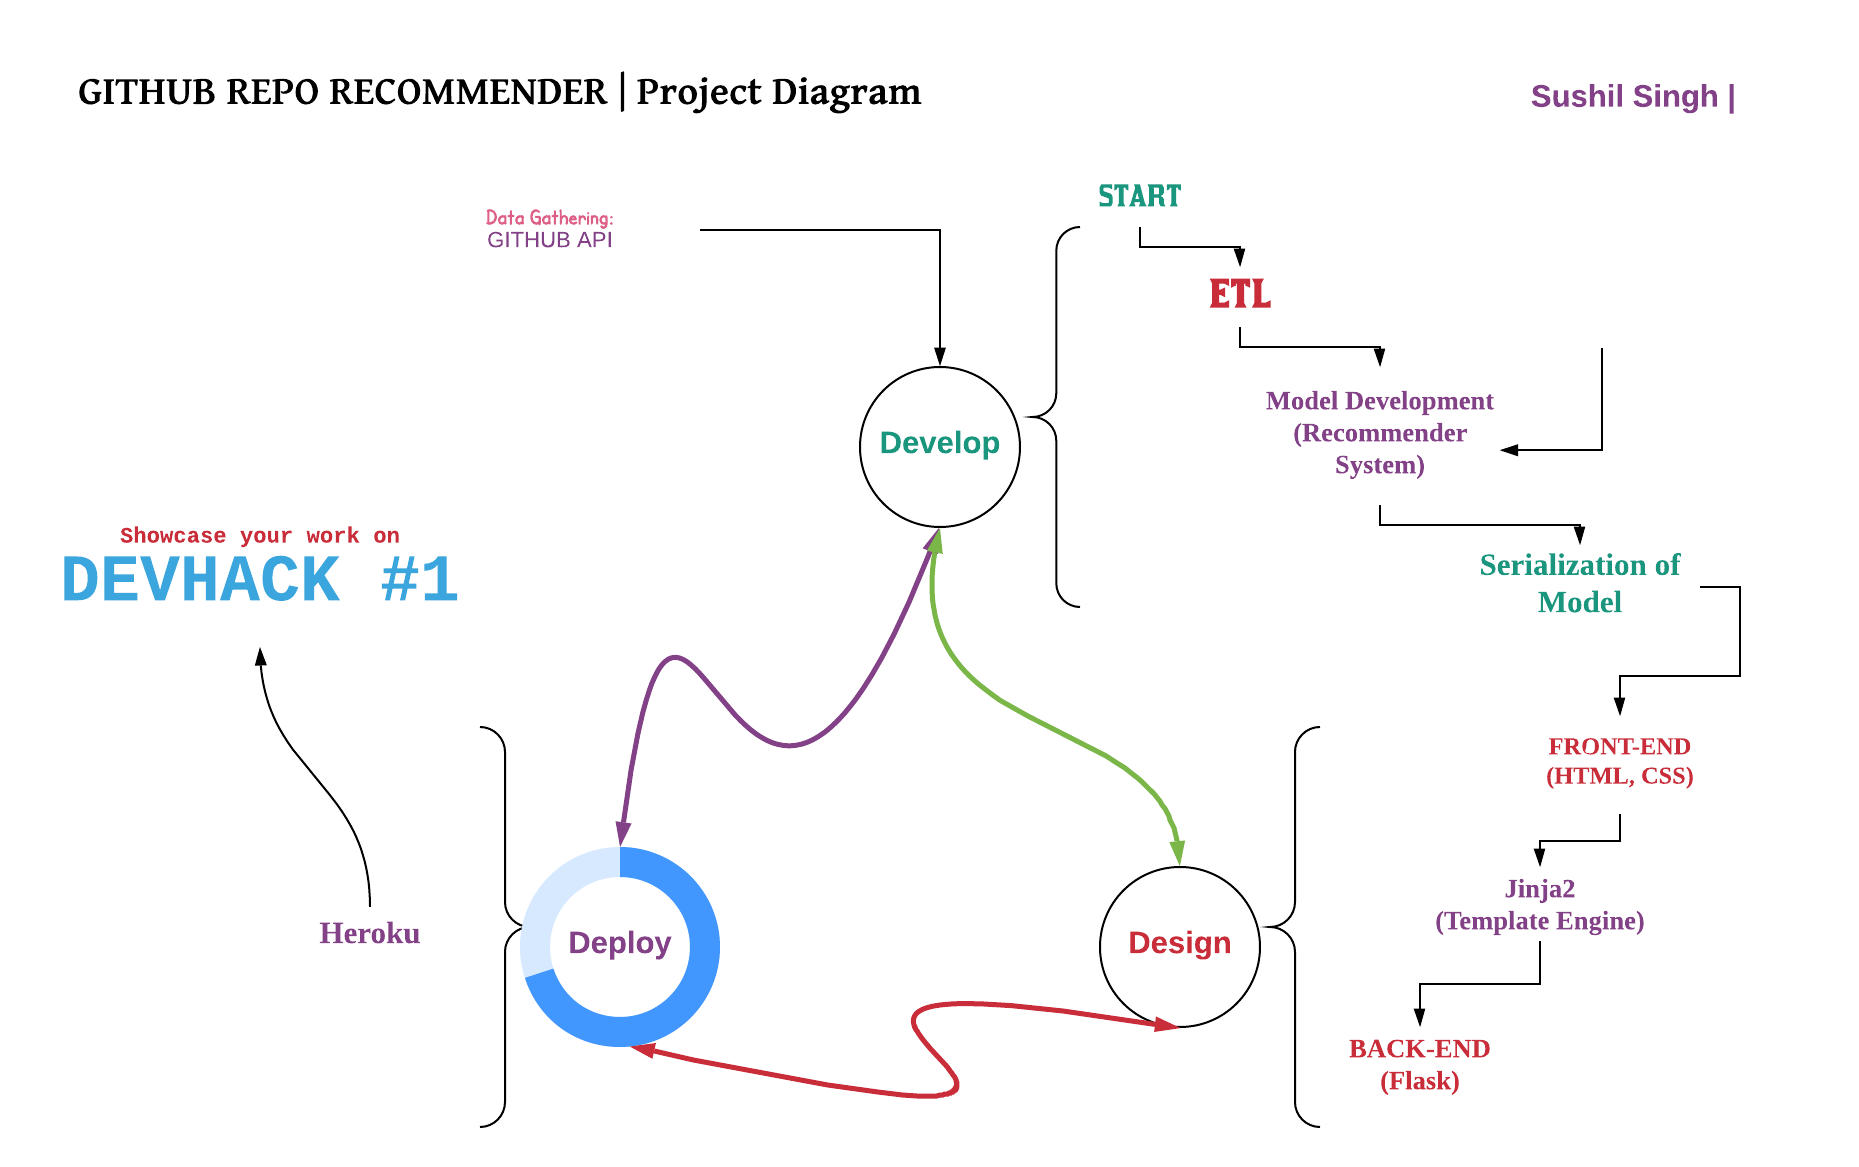 GITHUB REPO RECOMMENDER | Project Diagram
Sushil Singh |
START
Data Gathering:
GITHUB API
ETL
Model Development
(Recommender
System)
Develop
Showcase your work on
DEVHACK #1
Serialization of
Model
FRONT-END
(HTML, CSS)
Jinja2
(Template Engine)
Heroku
Deploy
Design
BACK-END
(Flask)